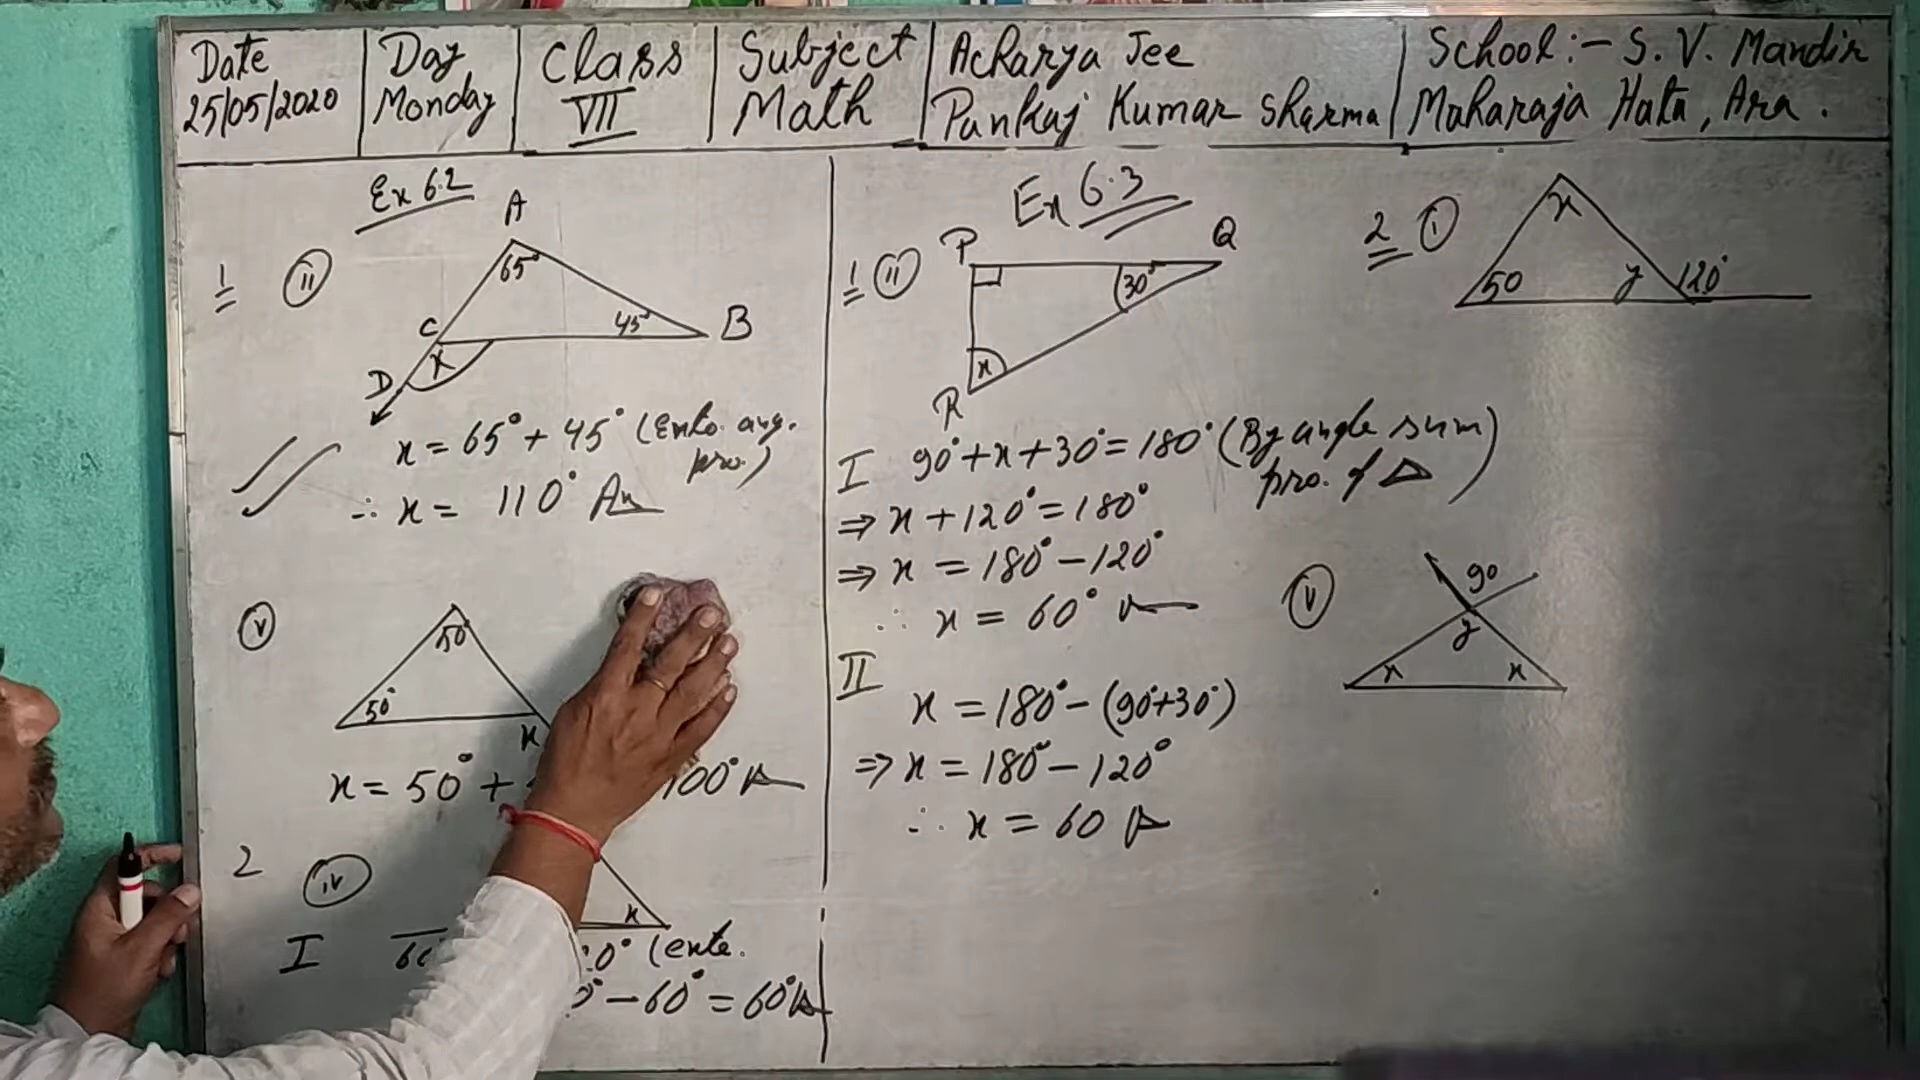 Date
25/05/2020
Day
Monday
Class
VII
Subject
Math
Acharya Jee
Pankaj Kumar Sharma
School:- S. V. Mandir
Maharaja Hata, Ara.
Ex 6.2
1 (ii)
A
65°
C
45°
B
x
D
x = 65° + 45° (Exte. ang.
pro.)
∴ x = 110° An
(v)
50
50°
x
x = 50° +
100°
2 (iv)
x
I
0° (exte.
0° - 60° = 60°
Ex 6.3
1 (ii)
P
Q
30°
x
R
I 90° + x + 30° = 180° (By angle sum
pro. of △)
⇒ x + 120° = 180°
⇒ x = 180° - 120°
∴ x = 60°
II
x = 180° - (90° + 30°)
⇒ x = 180° - 120°
∴ x = 60
2 (i)
x
50
y
120°
(v)
90
y
x
x